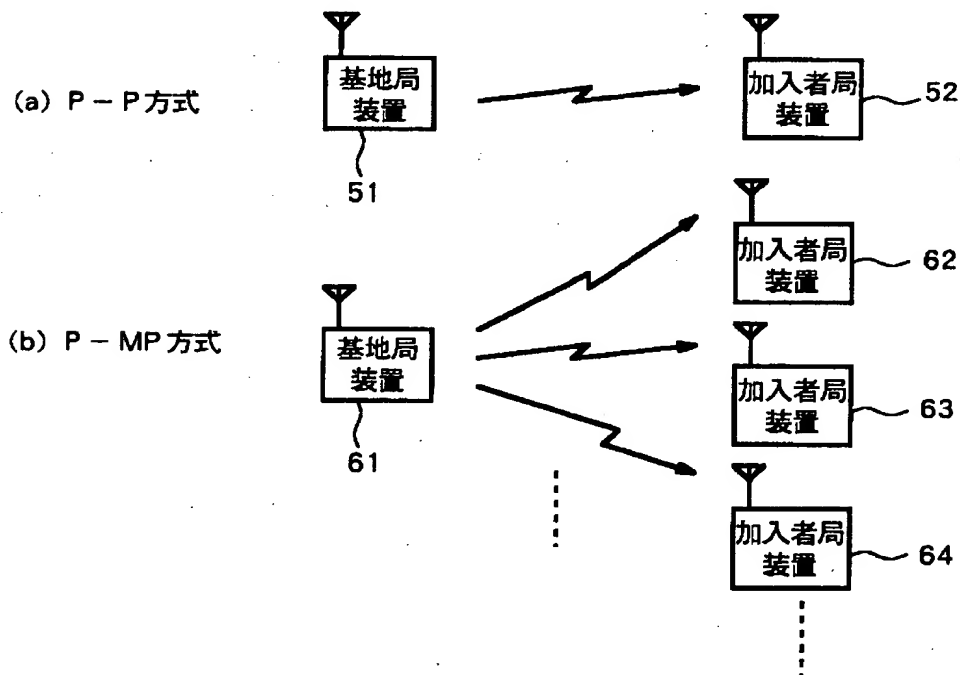 (a) P－P方式
基地局
装置
51
加入者局
装置
52
(b) P－MP方式
基地局
装置
61
加入者局
装置
62
加入者局
装置
63
加入者局
装置
64